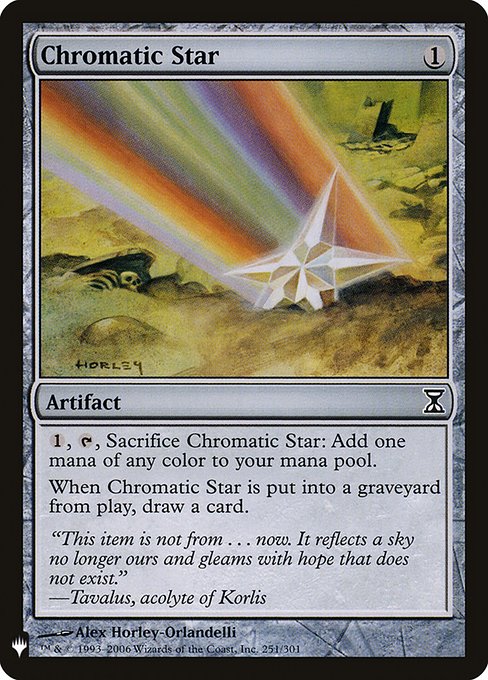 Chromatic Star 1
HORLEY
Artifact
1, , Sacrifice Chromatic Star: Add one
mana of any color to your mana pool.
When Chromatic Star is put into a graveyard
from play, draw a card.
“This item is not from . . . now. It reflects a sky
no longer ours and gleams with hope that does
not exist.”
—Tavalus, acolyte of Korlis
Alex Horley-Orlandelli
™ & © 1993–2006 Wizards of the Coast, Inc. 251/301